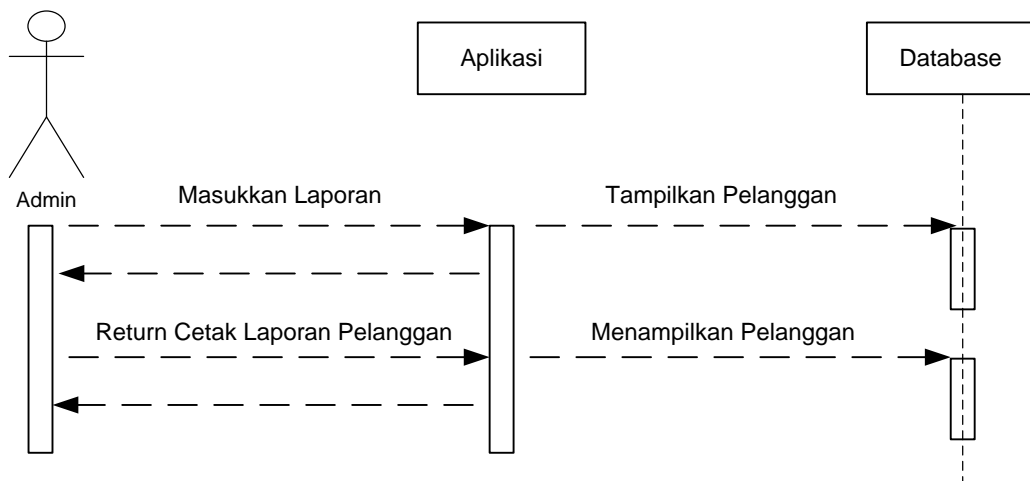 Aplikasi
Database
Admin
Masukkan Laporan
Tampilkan Pelanggan
Return Cetak Laporan Pelanggan
Menampilkan Pelanggan